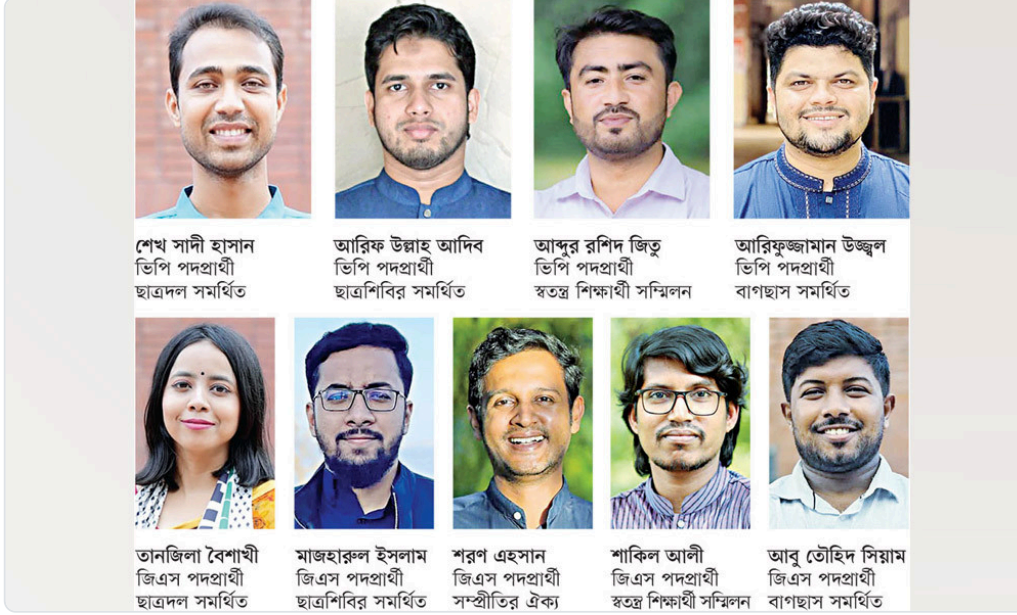 শেখ সাদী হাসান
ভিপি পদপ্রার্থী
ছাত্রদল সমর্থিত
আরিফ উল্লাহ আদিব
ভিপি পদপ্রার্থী
ছাত্রশিবির সমর্থিত
আব্দুর রশিদ জিতু
ভিপি পদপ্রার্থী
স্বতন্ত্র শিক্ষার্থী সম্মিলন
আরিফুজ্জামান উজ্জ্বল
ভিপি পদপ্রার্থী
বাগছাস সমর্থিত
তানজিলা বৈশাখী
জিএস পদপ্রার্থী
ছাত্রদল সমর্থিত
মাজহারুল ইসলাম
জিএস পদপ্রার্থী
ছাত্রশিবির সমর্থিত
শরণ এহসান
জিএস পদপ্রার্থী
সম্প্রীতির ঐক্য
শাকিল আলী
জিএস পদপ্রার্থী
স্বতন্ত্র শিক্ষার্থী সম্মিলন
আবু তৌহিদ সিয়াম
জিএস পদপ্রার্থী
বাগছাস সমর্থিত